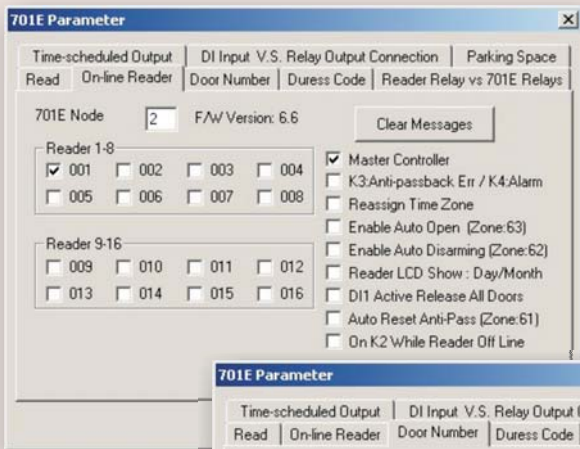 701E Parameter
Time-scheduled Output DI Input V.S. Relay Output Connection Parking Space
Read On-line Reader Door Number Duress Code Reader Relay vs 701E Relays
701E Node 2 F/W Version: 6.6 Clear Messages
Reader 1-8
001 002 003 004
005 006 007 008
Reader 9-16
009 010 011 012
013 014 015 016
Master Controller
K3:Anti-passback Err / K4:Alarm
Reassign Time Zone
Enable Auto Open (Zone:63)
Enable Auto Disarming (Zone:62)
Reader LCD Show : Day/Month
DI1 Active Release All Doors
Auto Reset Anti-Pass (Zone:61)
On K2 While Reader Off Line
701E Parameter
Time-scheduled Output DI Input V.S. Relay Output
Read On-line Reader Door Number Duress Code